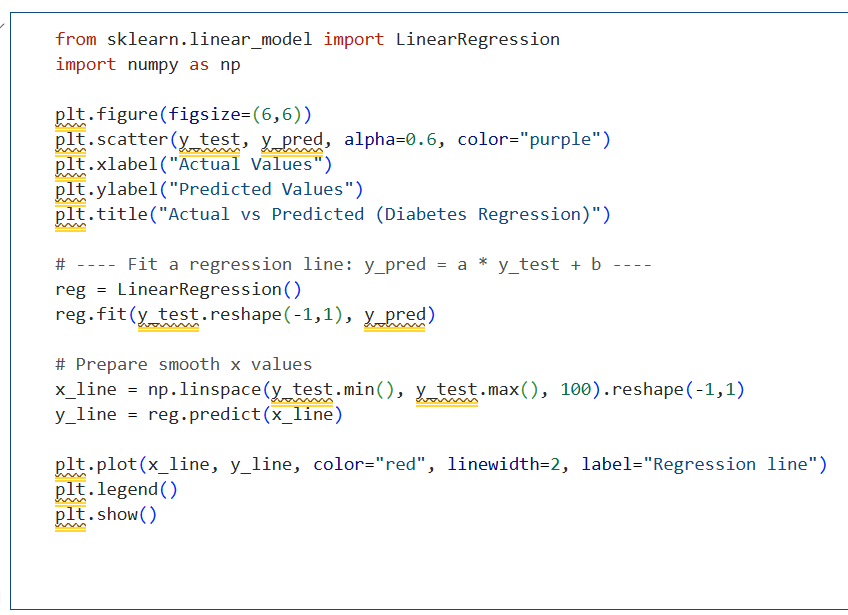 from sklearn.linear_model import LinearRegression
import numpy as np
plt.figure(figsize=(6,6))
plt.scatter(y_test, y_pred, alpha=0.6, color="purple")
plt.xlabel("Actual Values")
plt.ylabel("Predicted Values")
plt.title("Actual vs Predicted (Diabetes Regression)")
# ---- Fit a regression line: y_pred = a * y_test + b ----
reg = LinearRegression()
reg.fit(y_test.reshape(-1,1), y_pred)
# Prepare smooth x values
x_line = np.linspace(y_test.min(), y_test.max(), 100).reshape(-1,1)
y_line = reg.predict(x_line)
plt.plot(x_line, y_line, color="red", linewidth=2, label="Regression line")
plt.legend()
plt.show()